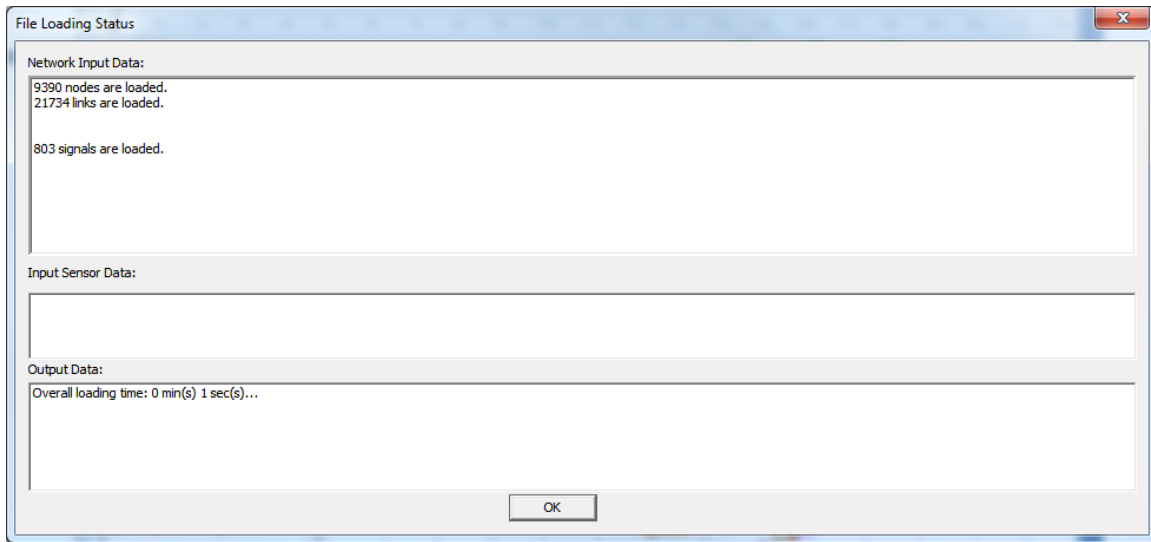 File Loading Status
Network Input Data:
9390 nodes are loaded.
21734 links are loaded.
803 signals are loaded.
Input Sensor Data:
Output Data:
Overall loading time: 0 min(s) 1 sec(s)...
OK